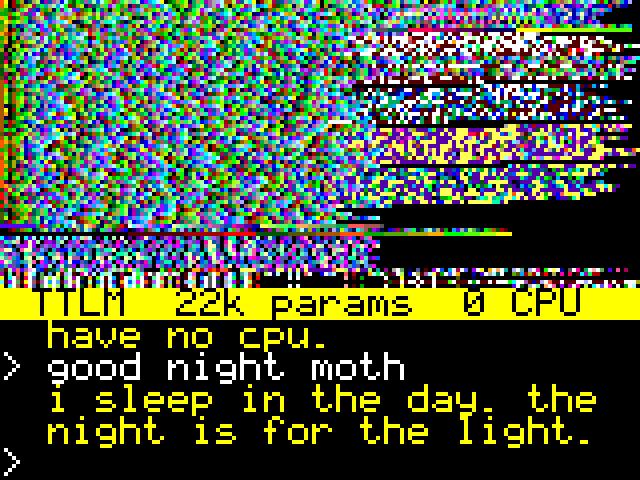 TTLM 22k params 0 CPU
have no cpu.
> good night moth
i sleep in the day. the
night is for the light.
>